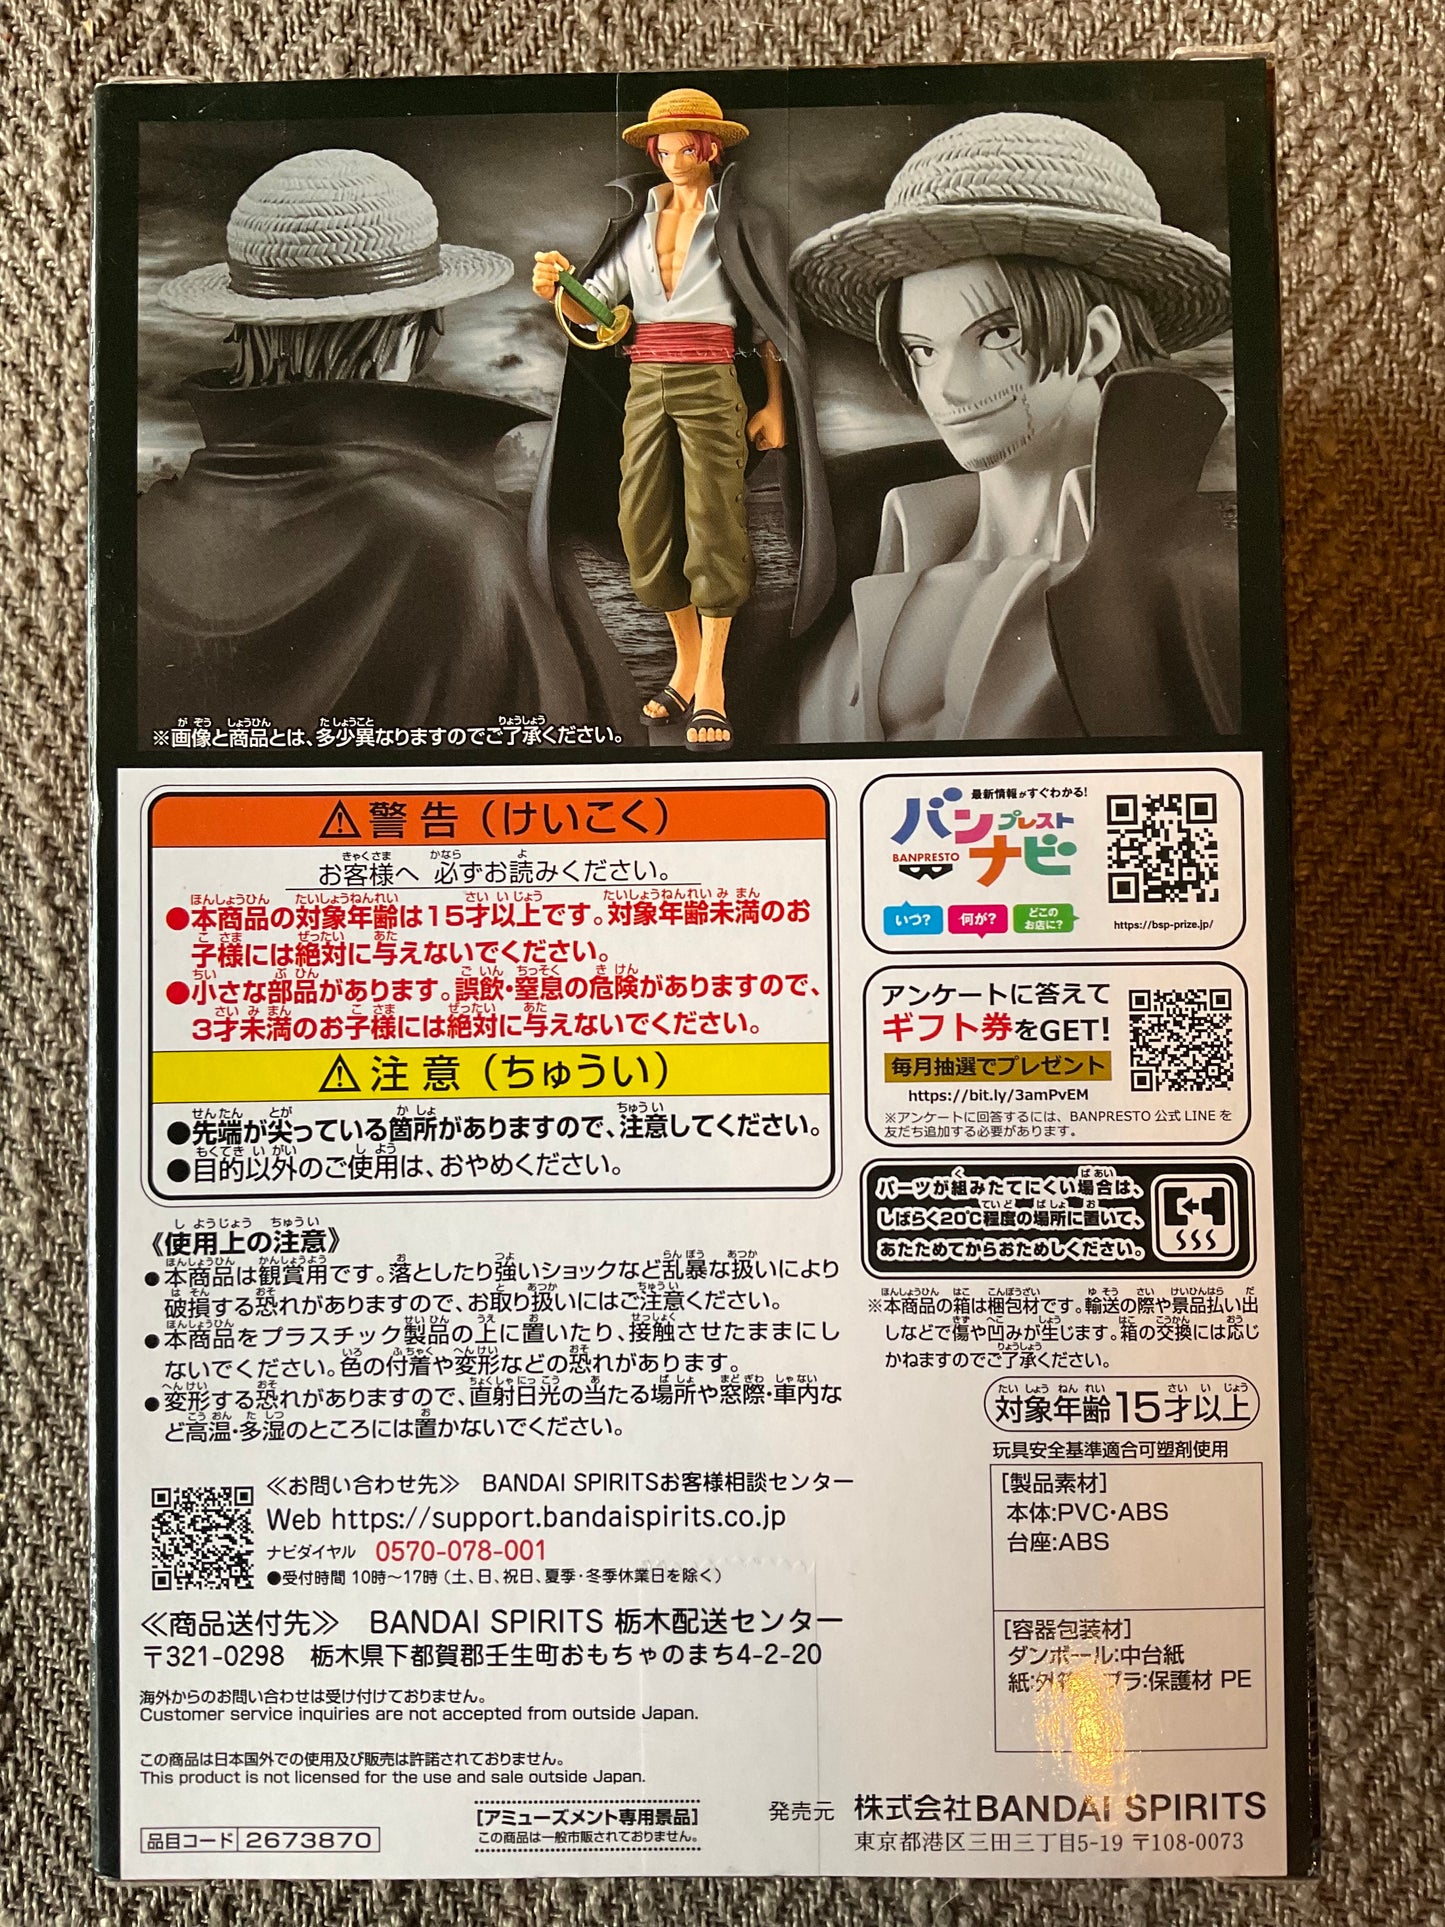 ※画像と商品とは、多少異なりますのでご了承ください。
警告（けいこく）
お客様へ 必ずお読みください。
●本商品の対象年齢は15才以上です。対象年齢未満のお
子様には絶対に与えないでください。
●小さな部品があります。誤飲・窒息の危険がありますので、
3才未満のお子様には絶対に与えないでください。
注意（ちゅうい）
●先端が尖っている箇所がありますので、注意してください。
●目的以外のご使用は、おやめください。
《使用上の注意》
●本商品は観賞用です。落としたり強いショックなど乱暴な扱いにより
破損する恐れがありますので、お取り扱いにはご注意ください。
●本商品をプラスチック製品の上に置いたり、接触させたままにし
ないでください。色の付着や変形などの恐れがあります。
●変形する恐れがありますので、直射日光の当たる場所や窓際・車内な
ど高温・多湿のところには置かないでください。
≪お問い合わせ先≫ BANDAI SPIRITSお客様相談センター
Web https://support.bandaispirits.co.jp
ナビダイヤル 0570-078-001
●受付時間 10時～17時（土、日、祝日、夏季・冬季休業日を除く）
≪商品送付先≫ BANDAI SPIRITS 栃木配送センター
〒321-0298 栃木県下都賀郡壬生町おもちゃのまち4-2-20
海外からのお問い合わせは受け付けておりません。
Customer service inquiries are not accepted from outside Japan.
この商品は日本国外での使用及び販売は許諾されておりません。
This product is not licensed for the use and sale outside Japan.
品目コード 2673870
[アミューズメント専用景品]
この商品は一般市販されておりません。
最新情報がすぐわかる!
バンプレストナビ
BANPRESTO
いつ?
何が?
どこの
お店に?
https://bsp-prize.jp/
アンケートに答えて
ギフト券をGET!
毎月抽選でプレゼント
https://bit.ly/3amPvEM
※アンケートに回答するには、BANPRESTO 公式 LINE を
友だち追加する必要があります。
パーツが組みたてにくい場合は、
しばらく20℃程度の場所に置いて、
あたためてからおためしください。
※本商品の箱は梱包材です。輸送の際や景品払い出
しなどで傷や凹みが生じます。箱の交換には応じ
かねますのでご了承ください。
対象年齢15才以上
玩具安全基準適合可塑剤使用
[製品素材]
本体:PVC・ABS
台座:ABS
[容器包装材]
ダンボール:中台紙
紙:外 プラ:保護材 PE
発売元 株式会社BANDAI SPIRITS
東京都港区三田三丁目5-19 〒108-0073